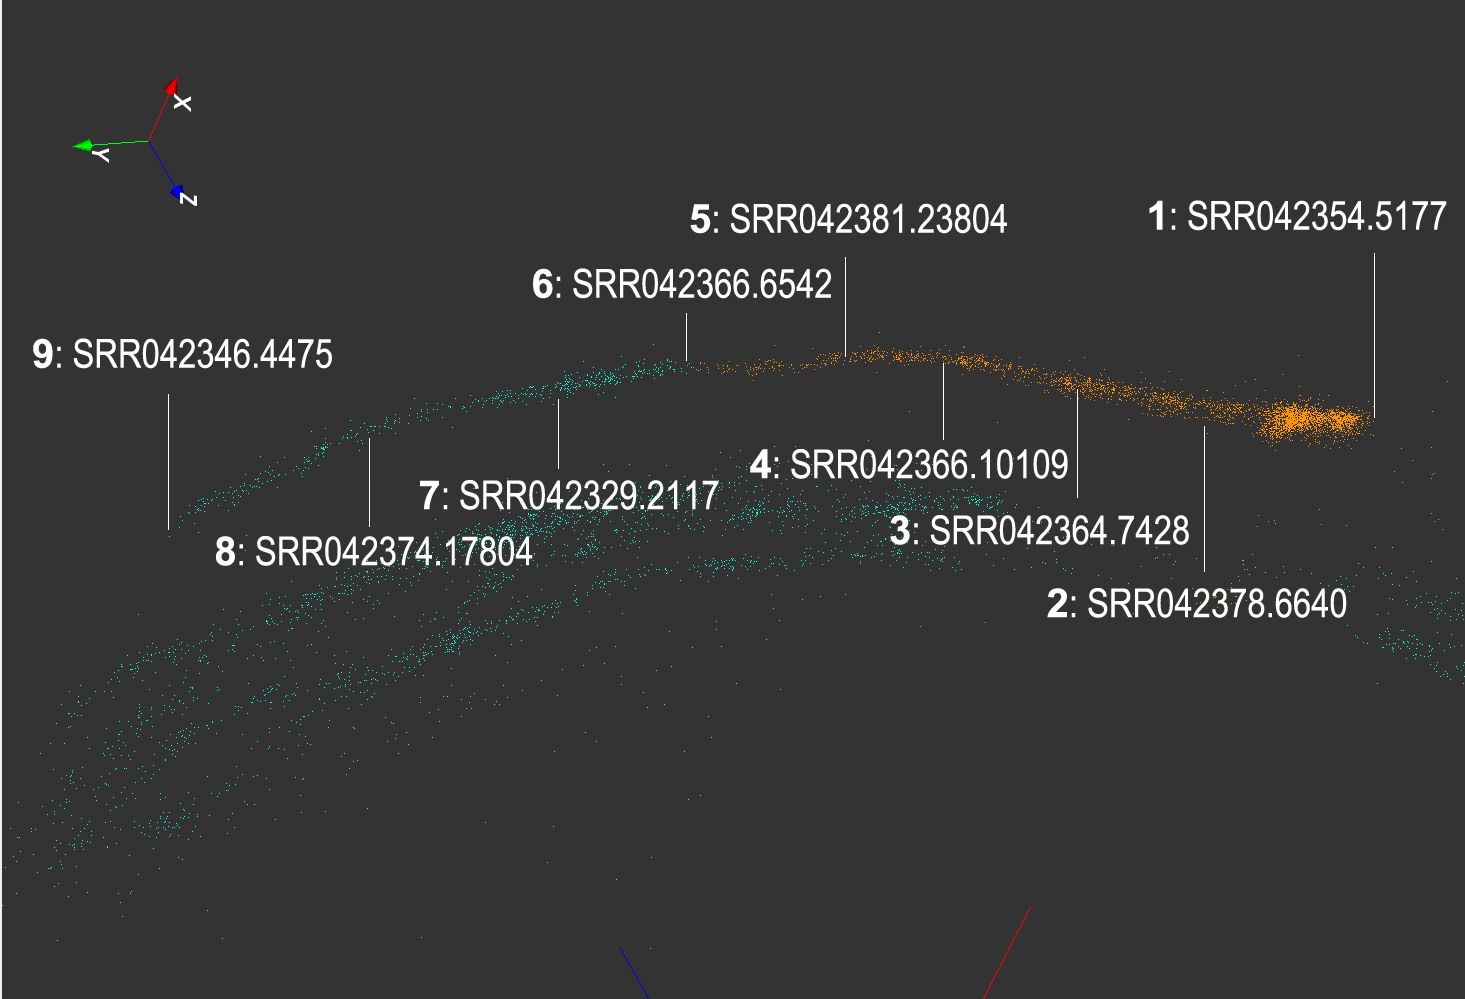 X
Y
Z
5: SRR042381.23804
1: SRR042354.5177
6: SRR042366.6542
9: SRR042346.4475
4: SRR042366.10109
7: SRR042329.2117
3: SRR042364.7428
8: SRR042374.17804
2: SRR042378.6640